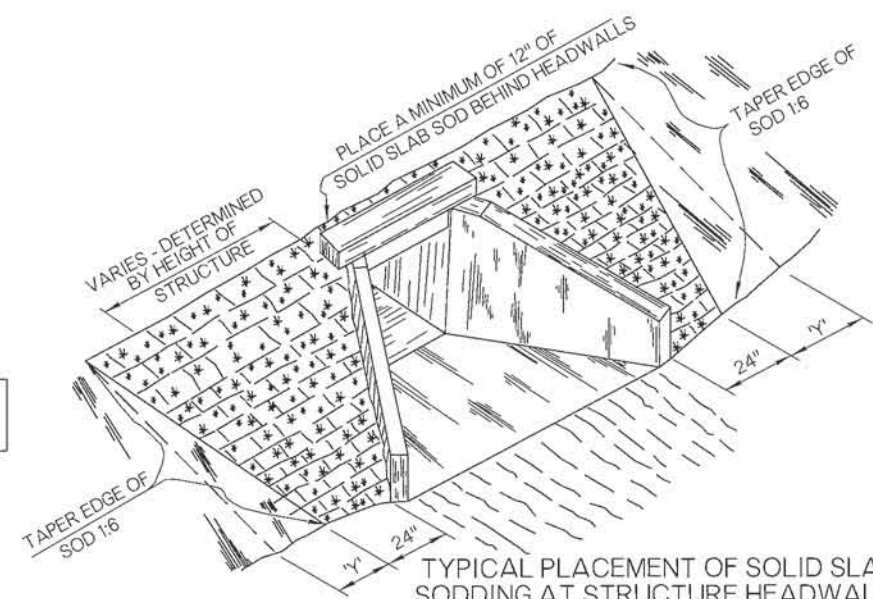 PLACE A MINIMUM OF 12" OF
SOLID SLAB SOD BEHIND HEADWALLS
TAPER EDGE OF
SOD 1:6
VARIES - DETERMINED
BY HEIGHT OF
STRUCTURE
24"
'Y'
TAPER EDGE OF
SOD 1:6
'Y'
24"
TYPICAL PLACEMENT OF SOLID SLA
SODDING AT STRUCTURE HEADWAL